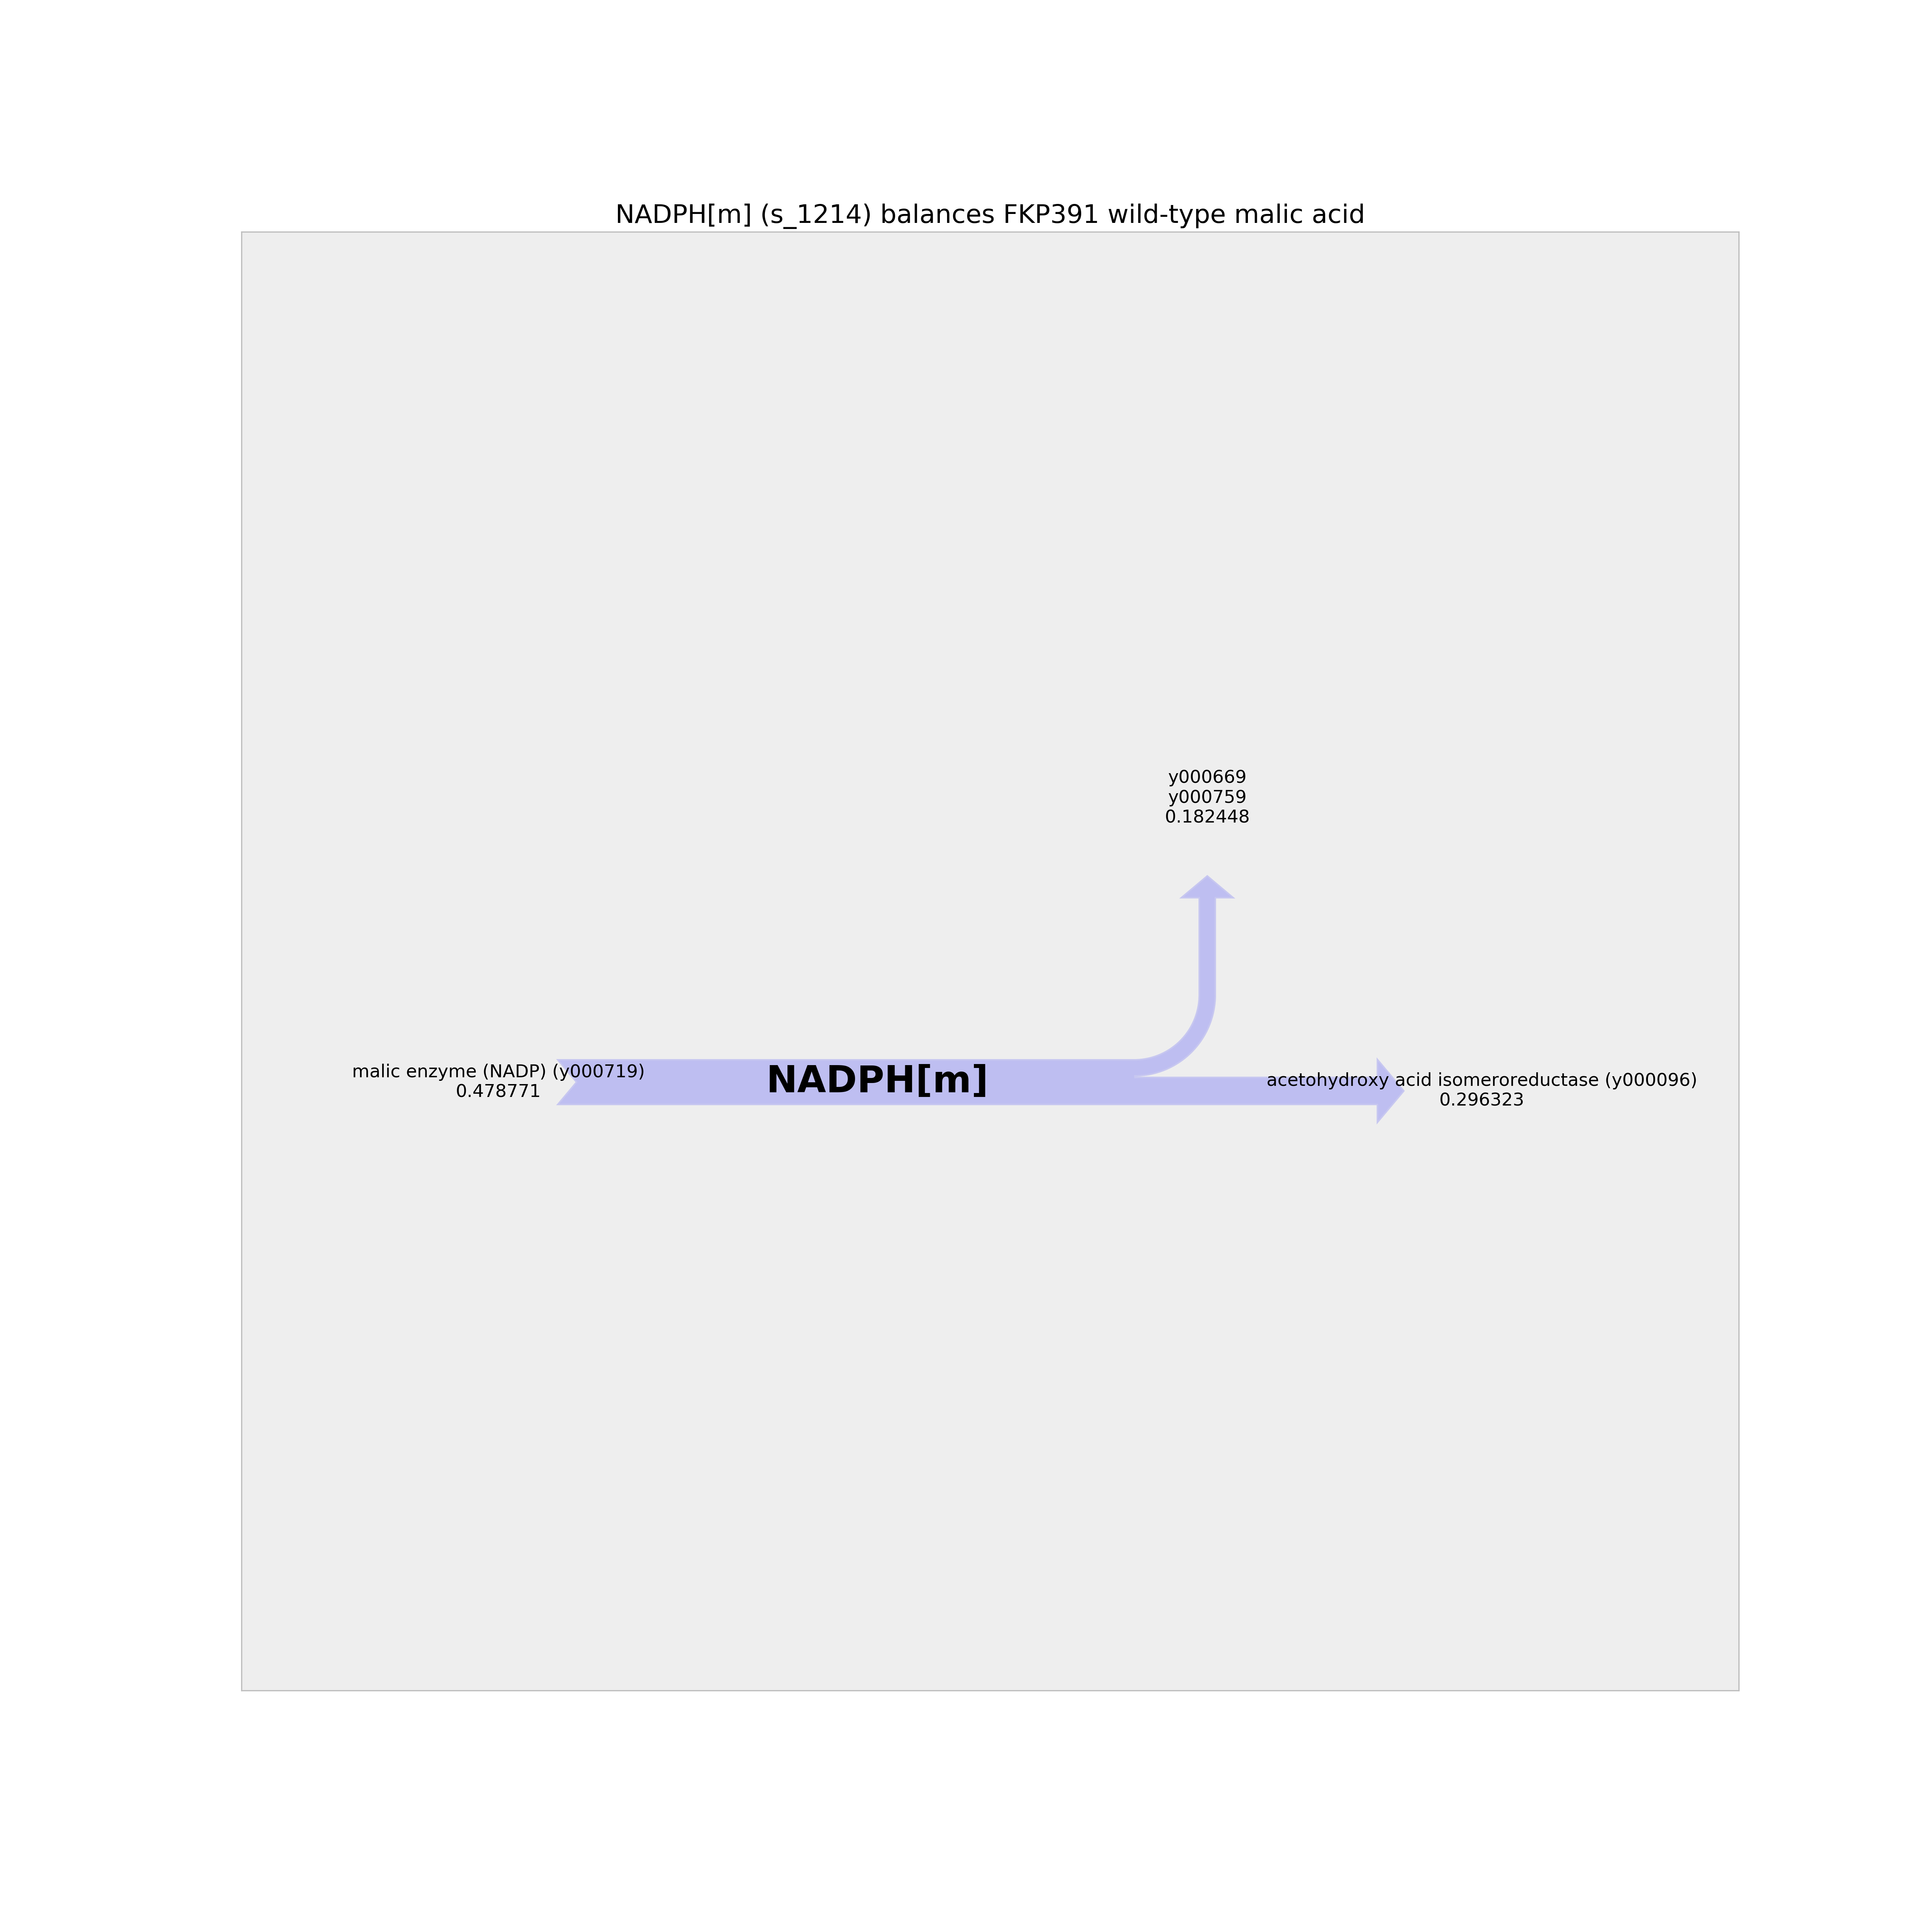 NADPH[m] (s_1214) balances FKP391 wild-type malic acid
y000669
y000759
0.182448
malic enzyme (NADP) (y000719)
0.478771
NADPH[m]
acetohydroxy acid isomeroreductase (y000096)
0.296323